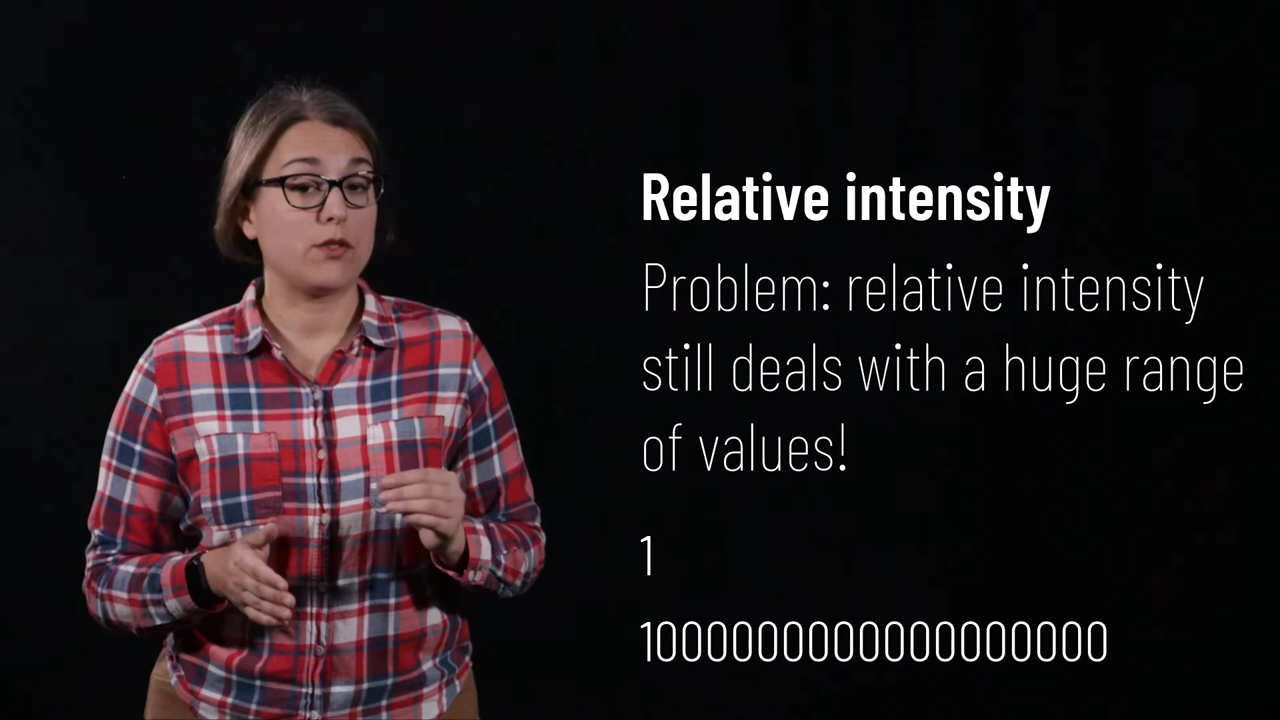 Relative intensity
Problem: relative intensity
still deals with a huge range
of values!
1
1000000000000000000